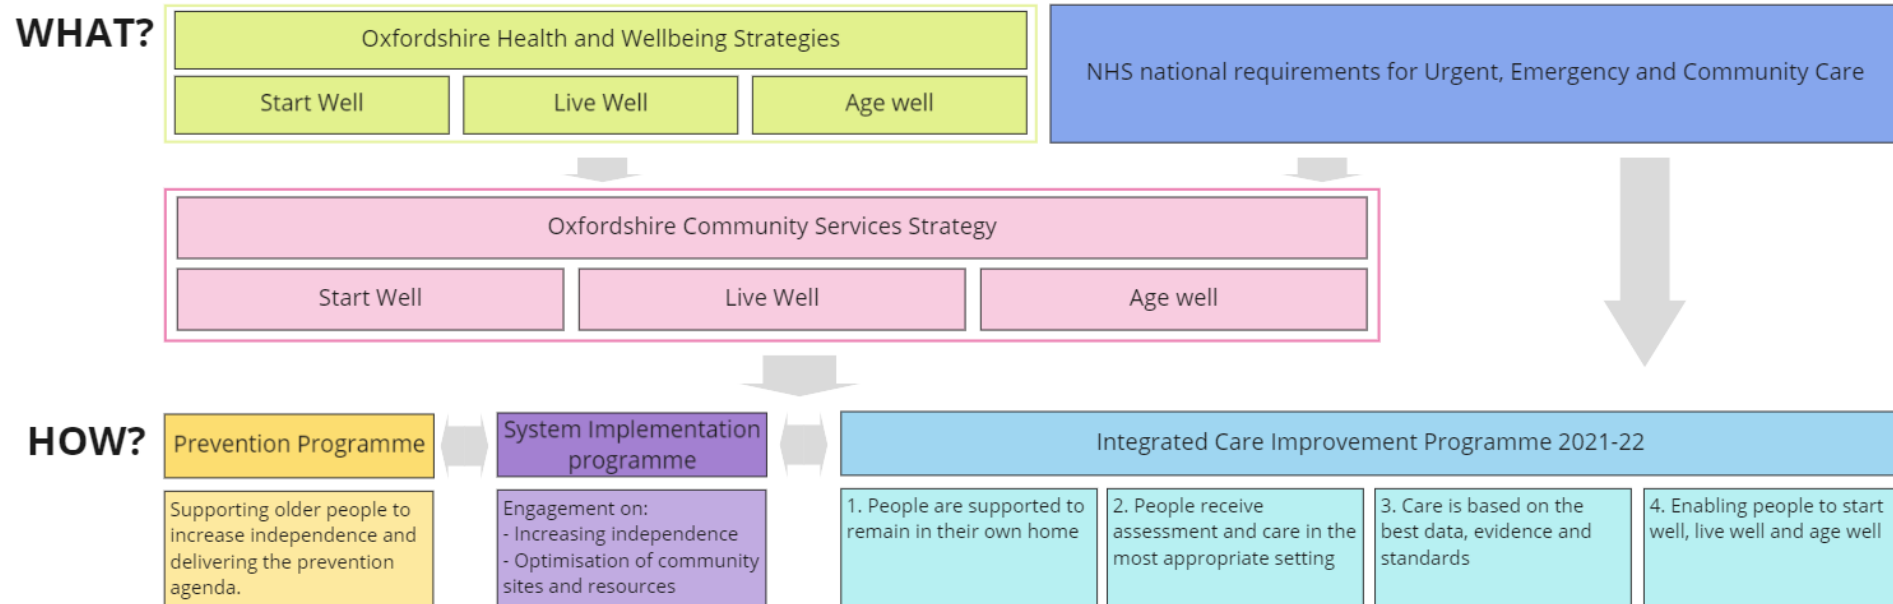 WHAT?
Oxfordshire Health and Wellbeing Strategies
Start Well
Live Well
Age well
NHS national requirements for Urgent, Emergency and Community Care
Oxfordshire Community Services Strategy
Start Well
Live Well
Age well
HOW?
Prevention Programme
Supporting older people to
increase independence and
delivering the prevention
agenda.
System Implementation
programme
Engagement on:
- Increasing independence
- Optimisation of community
sites and resources
Integrated Care Improvement Programme 2021-22
1. People are supported to
remain in their own home
2. People receive
assessment and care in the
most appropriate setting
3. Care is based on the
best data, evidence and
standards
4. Enabling people to start
well, live well and age well